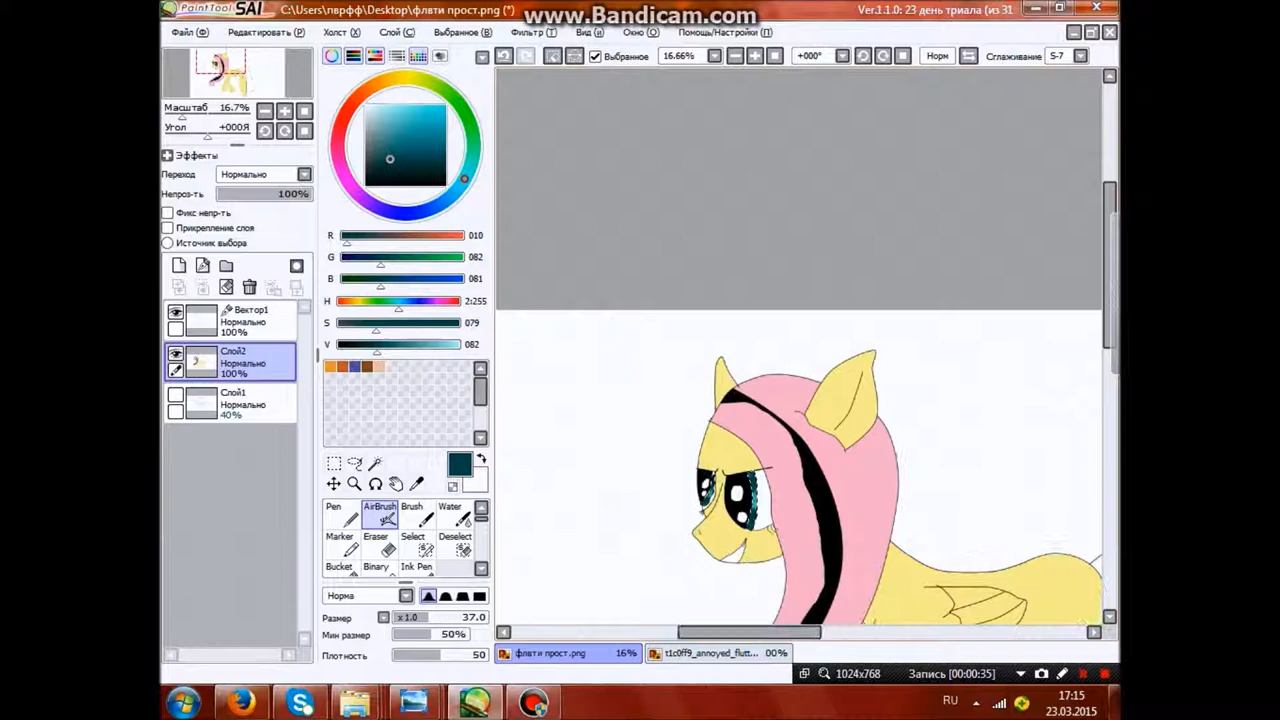 PaintTool SAI C:\Users\пврфф\Desktop\флвти прост.png (*) www.Bandicam.com Ver.1.1.0: 23 день триала (из 31
Файл (F) Редактировать (P) Холст (X) Слой (C) Выбранное (B) Фильтр (T) Вид (И) Окно (O) Помощь/Настройки (П)
Выбранное 16.66% +000° Норм Сглаживание S-7
Масштаб 16.7%
Угол +000Я
Эффекты
Переход Нормально
Непроз-ть 100%
Фикс непр-ть
Прикрепление слоя
Источник выбора
Вектор1
Нормально
100%
Слой2
Нормально
100%
Слой1
Нормально
40%
R 010
G 082
B 081
H 2:255
S 079
V 082
Pen AirBrush Brush Water
Marker Eraser Select Deselect
Bucket Binary Ink Pen
Норма
Размер x 1.0 37.0
Мин размер 50%
Плотность 50
флвти прост.png 16% t1c0ff9_annoyed_flutt... 00%
1024x768 Запись [00:00:35]
RU 17:15
23.03.2015